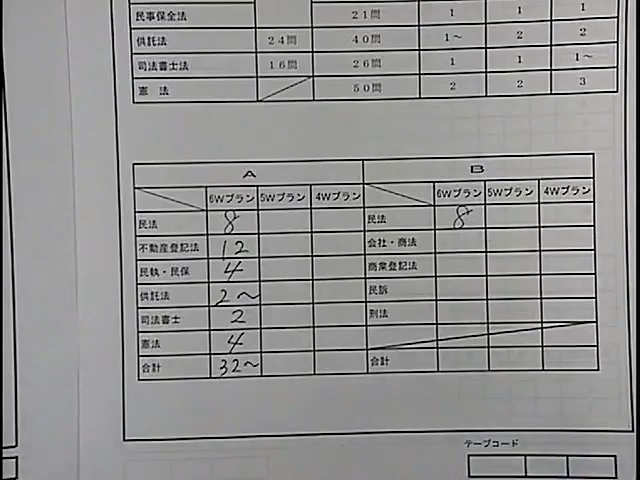 民事保全法 21問 1 1 1
供託法 24問 40問 1～ 2 2
司法書士法 16問 26問 1 1 1～
憲 法 50問 2 2 3
A B
6Wプラン 5Wプラン 4Wプラン 6Wプラン 5Wプラン 4Wプラン
民法 8 民法 8
不動産登記法 12 会社・商法
民執・民保 4 商業登記法
供託法 2～ 民訴
司法書士 2 刑法
憲法 4
合計 32～ 合計
テープコード